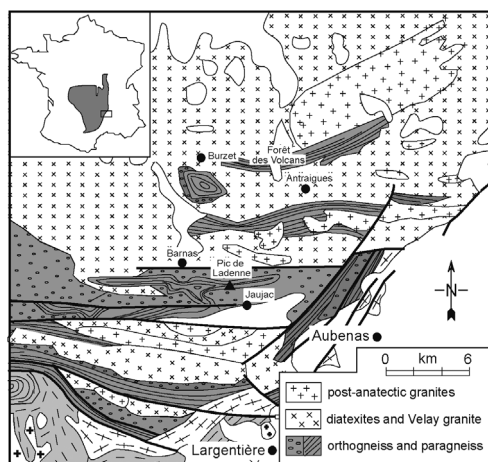 Forêt
des Volcans
Burzet
Antraigues
Barnas
Pic de
Ladenne
Jaujac
-N-
Aubenas
0 km 6
post-anatectic granites
diatexites and Velay granite
orthogneiss and paragneiss
Largentière